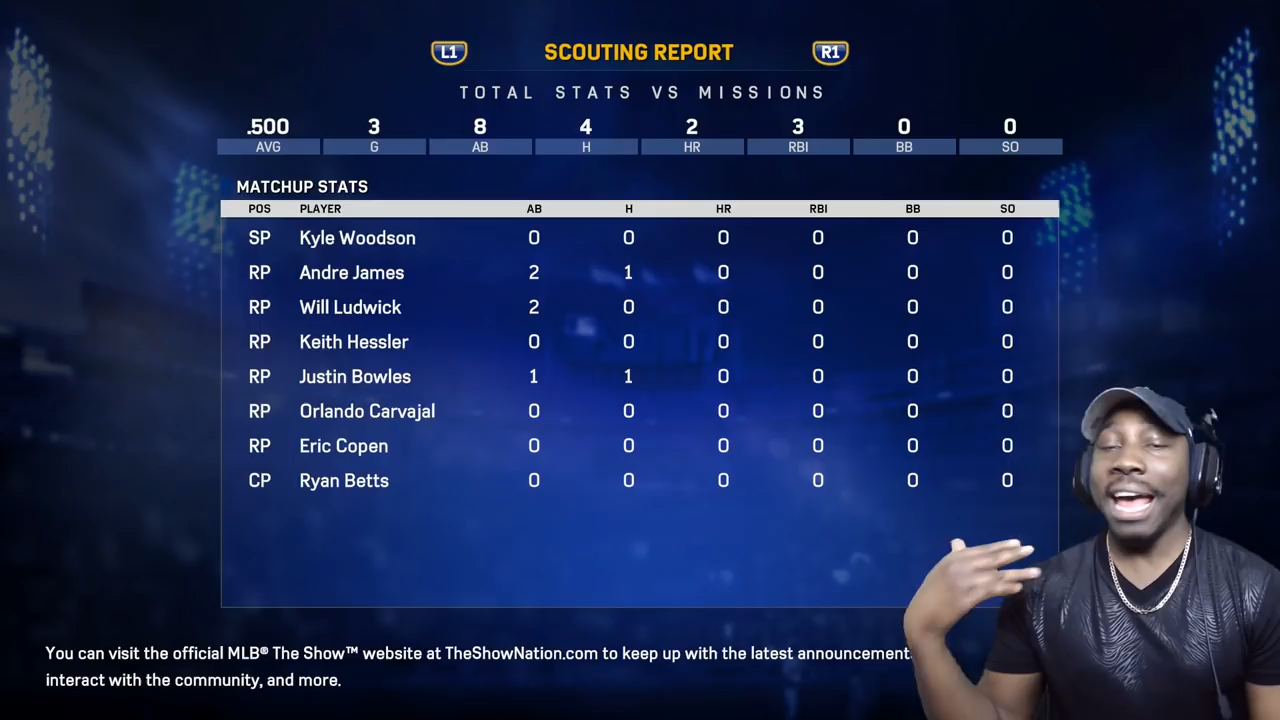 L1 SCOUTING REPORT R1
TOTAL STATS VS MISSIONS
.500 3 8 4 2 3 0 0
AVG G AB H HR RBI BB SO
MATCHUP STATS
POS PLAYER AB H HR RBI BB SO
SP Kyle Woodson 0 0 0 0 0 0
RP Andre James 2 1 0 0 0 0
RP Will Ludwick 2 0 0 0 0 0
RP Keith Hessler 0 0 0 0 0 0
RP Justin Bowles 1 1 0 0 0 0
RP Orlando Carvajal 0 0 0 0 0 0
RP Eric Copen 0 0 0 0 0 0
CP Ryan Betts 0 0 0 0 0 0
You can visit the official MLB® The Show™ website at TheShowNation.com to keep up with the latest announcement
interact with the community, and more.